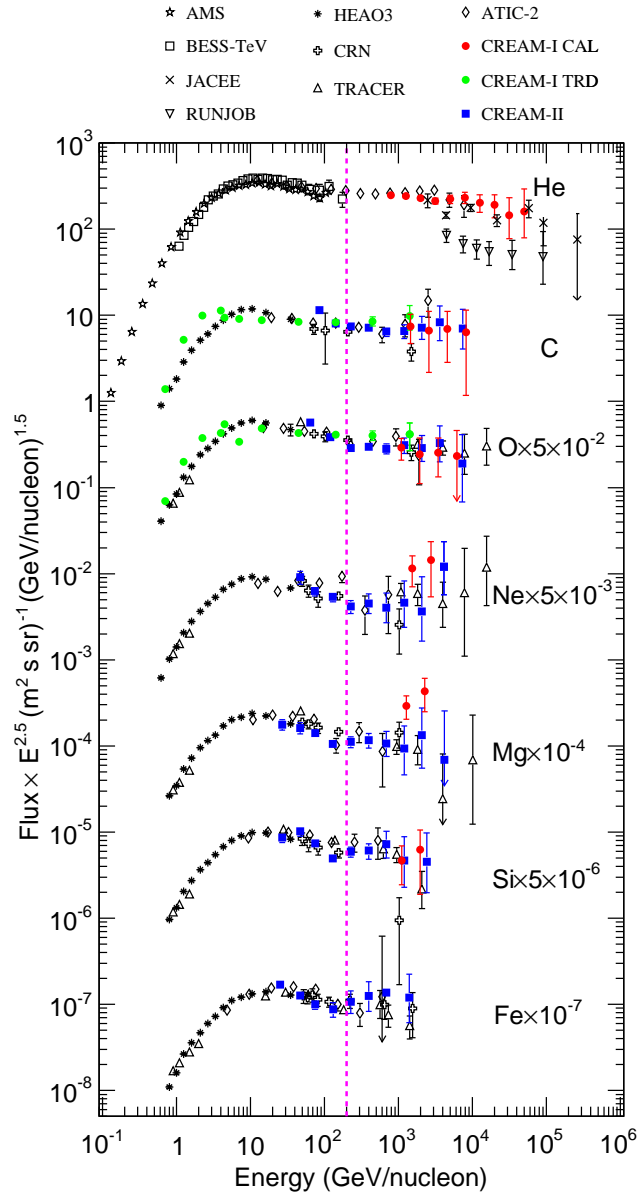 AMS
BESS-TeV
JACEE
RUNJOB
HEAO3
CRN
TRACER
ATIC-2
CREAM-I CAL
CREAM-I TRD
CREAM-II
10^3
10^2
10
1
10^-1
10^-2
10^-3
10^-4
10^-5
10^-6
10^-7
10^-8
Flux × E^2.5 (m^2 s sr)^-1 (GeV/nucleon)^1.5
He
C
O×5×10^-2
Ne×5×10^-3
Mg×10^-4
Si×5×10^-6
Fe×10^-7
10^-1 1 10 10^2 10^3 10^4 10^5 10^6
Energy (GeV/nucleon)